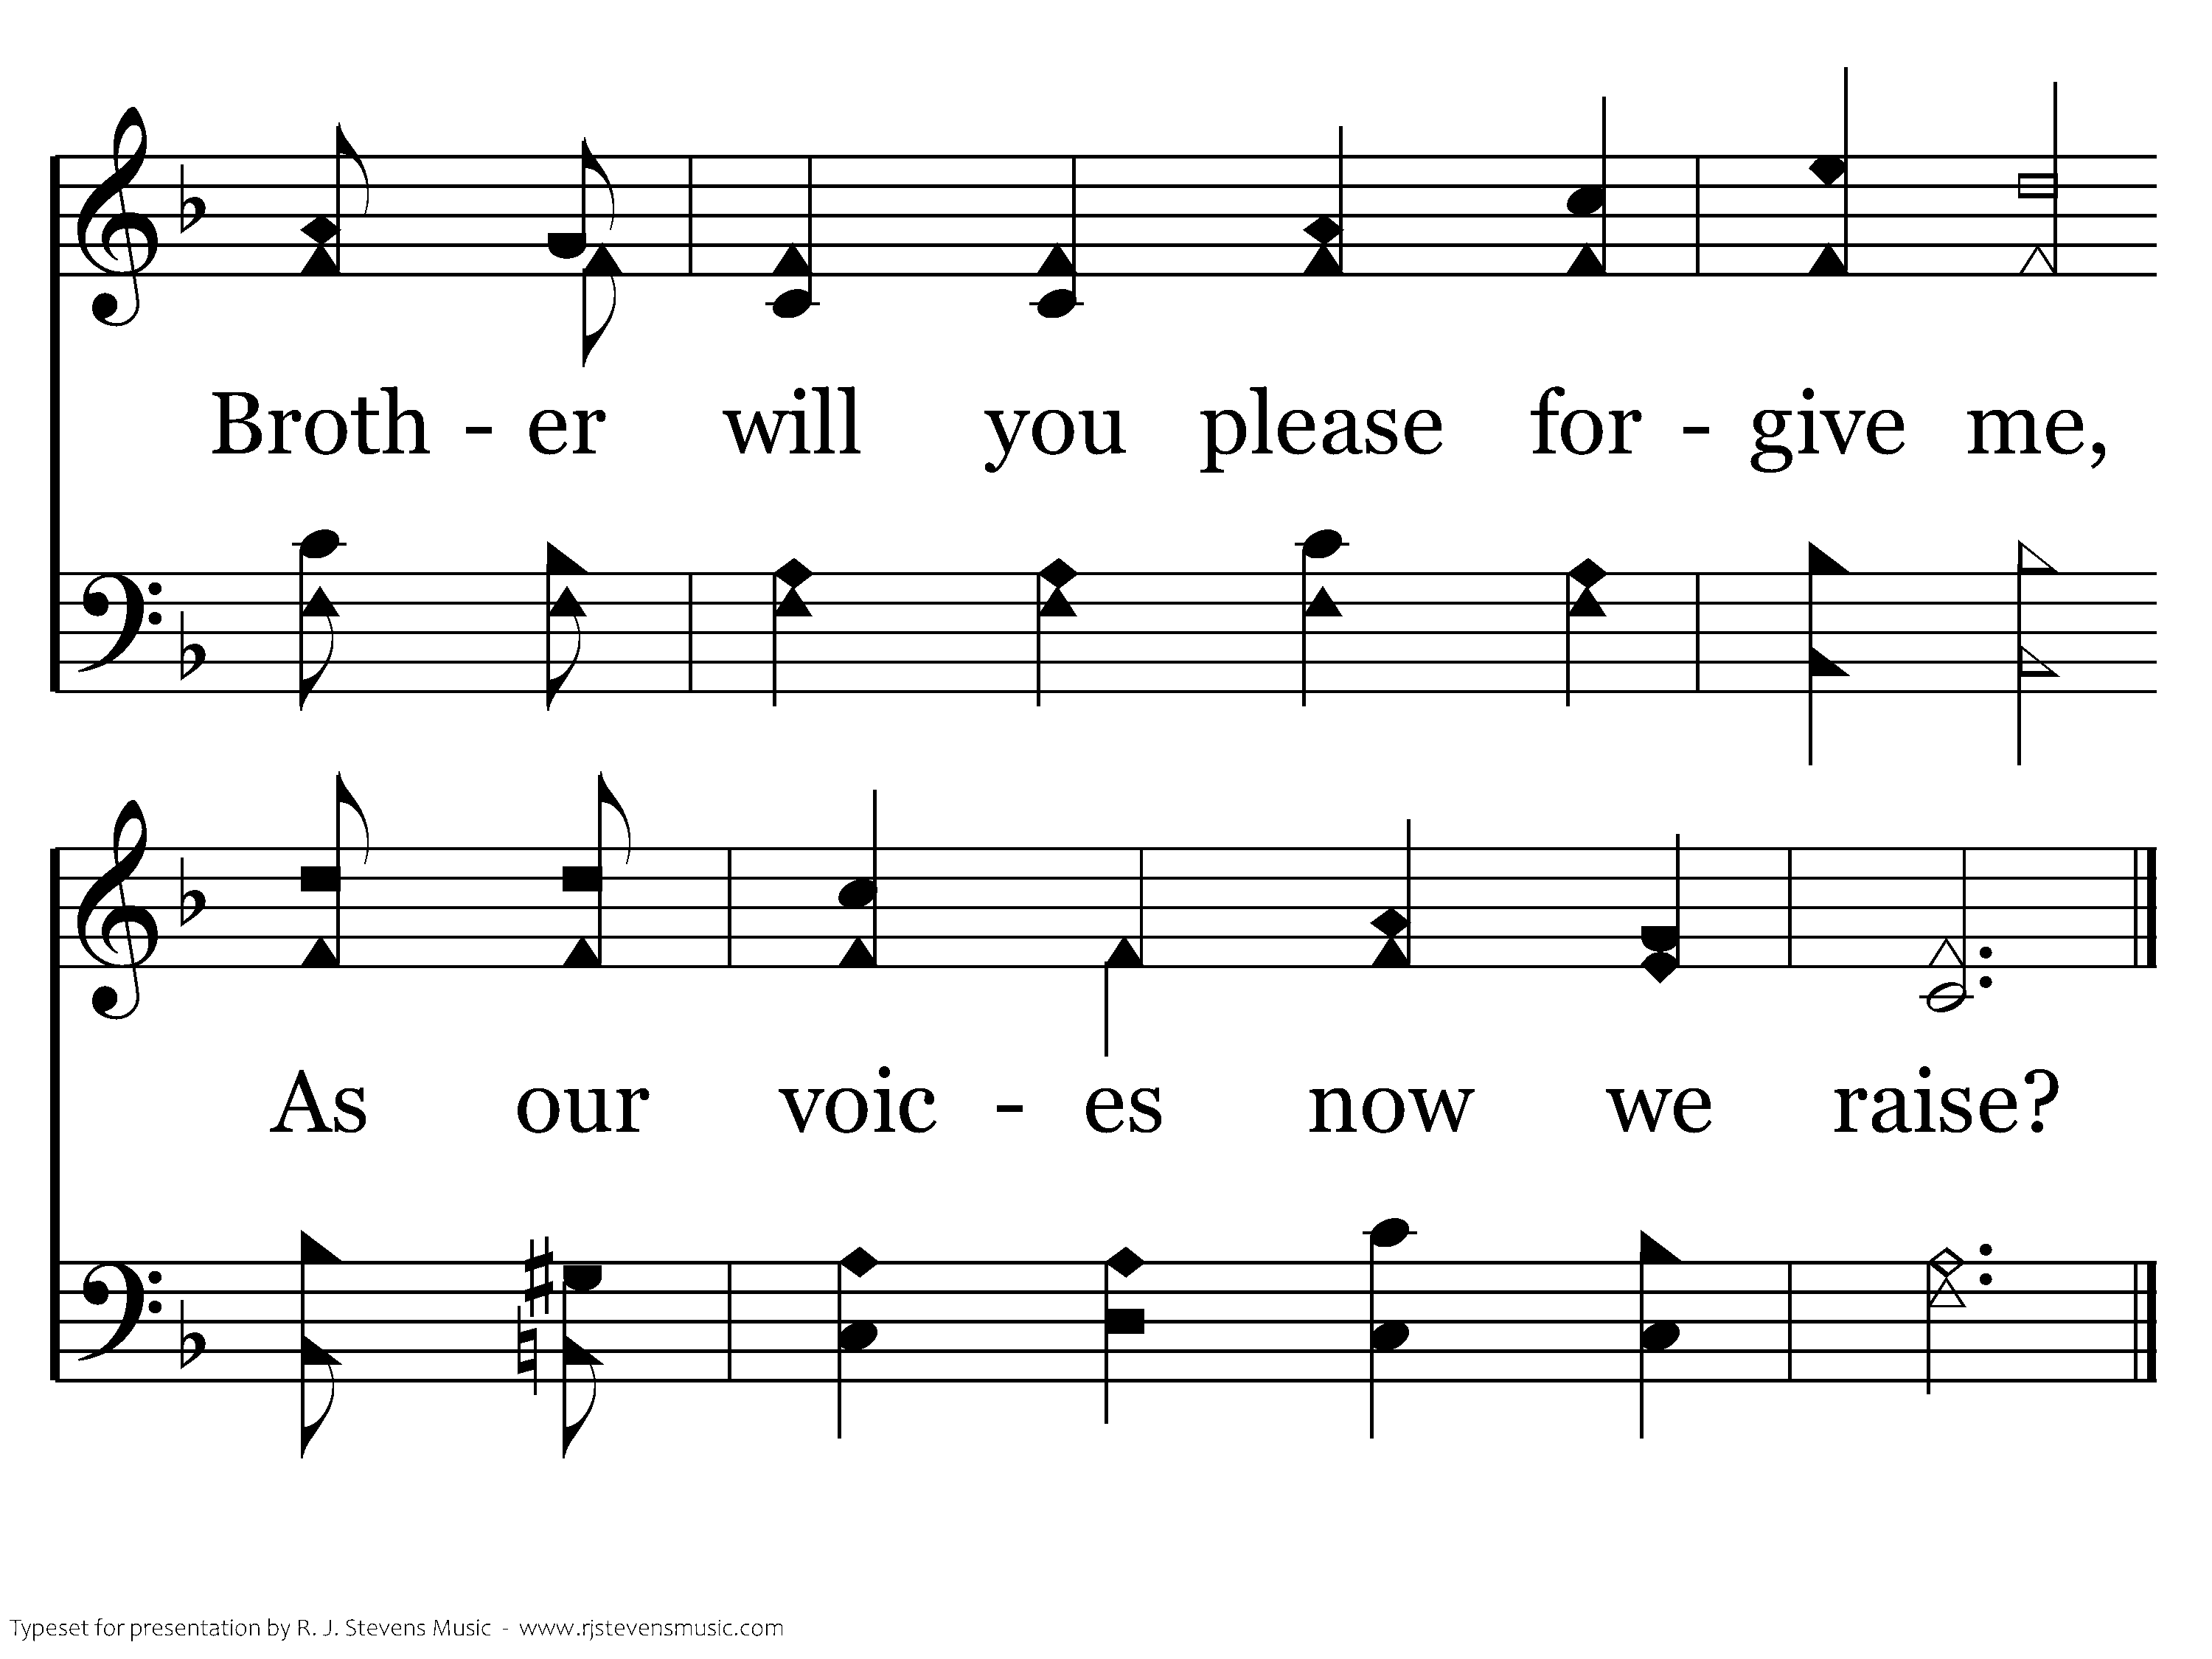 Broth - er will you please for - give me,
As our voic - es now we raise?
Typeset for presentation by R. J. Stevens Music - www.rjstevensmusic.com